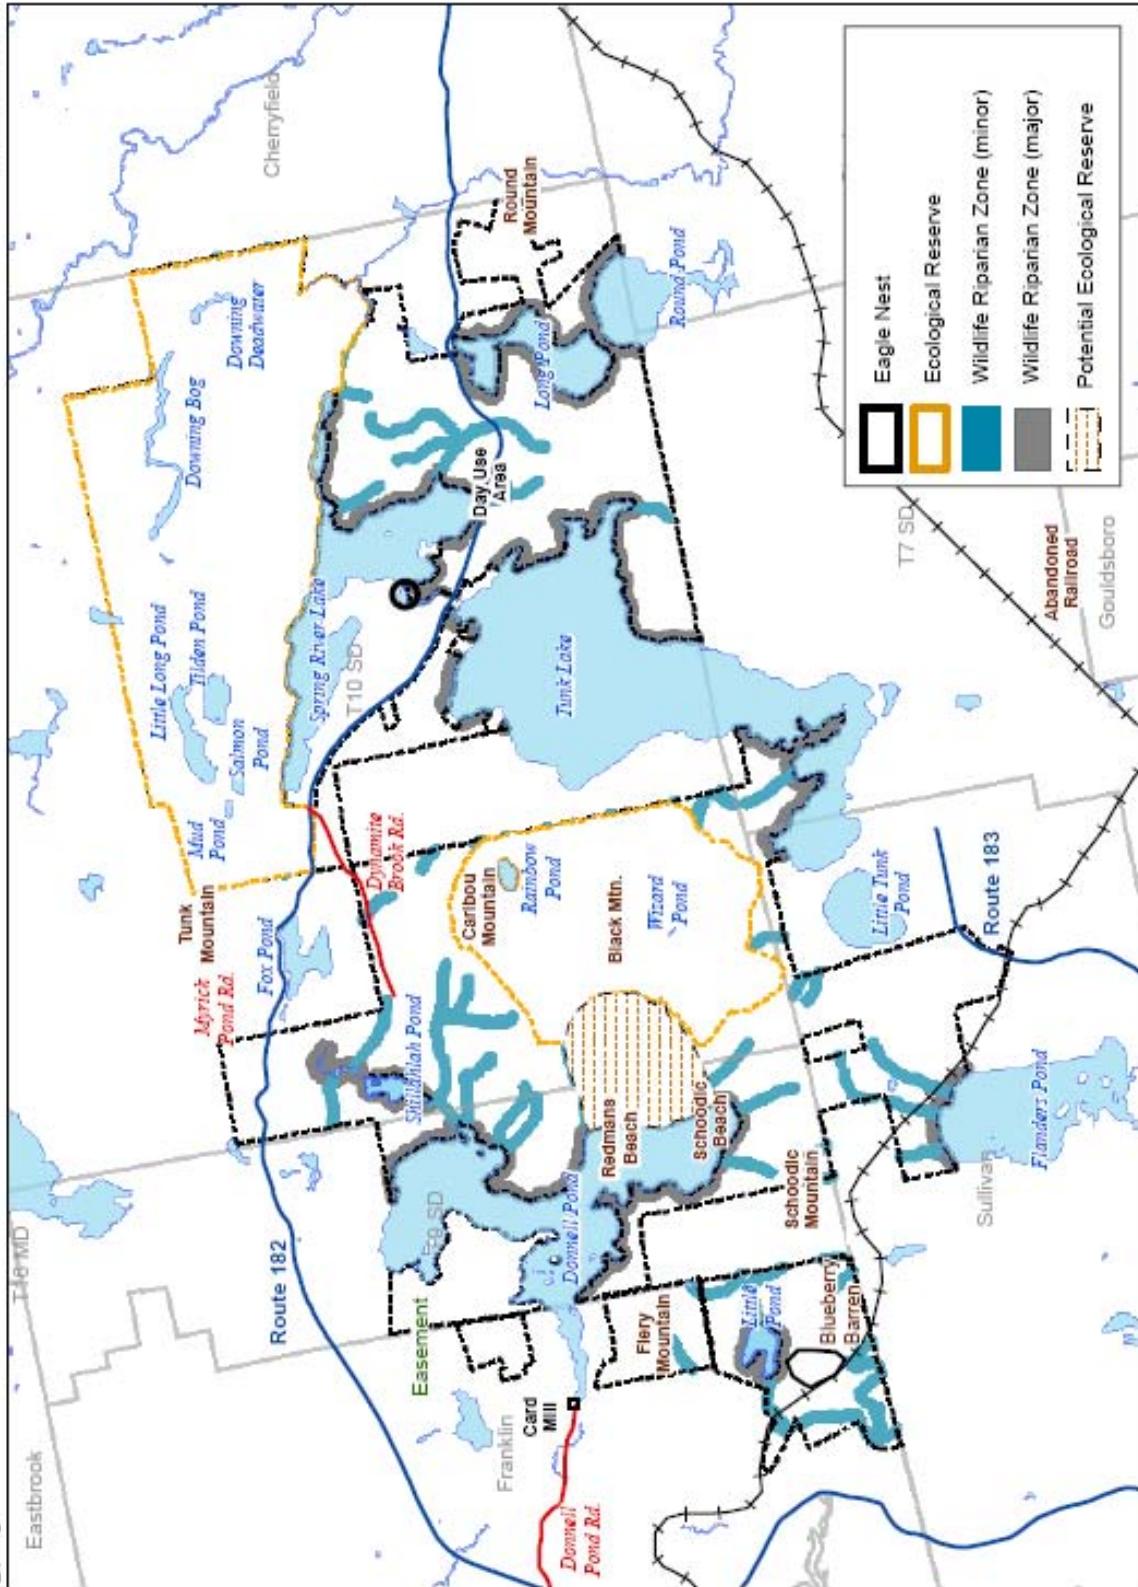 Eastbrook
T16 MD
Route 182
Franklin
Easement
Card
Mill
Donnell
Pond Rd.
T9 SD
Donnell Pond
Fiery
Mountain
Little
Pond
Blueberry
Barren
Schoodic
Mountain
Redmans
Beach
Schoodic
Beach
Sullivan
Flanders Pond
Myrick
Pond Rd.
Fox Pond
Tunk
Mountain
Mud
Pond
Salmon
Pond
Little Long Pond
Tilden Pond
Dynamite
Brook Rd.
Caribou
Mountain
Rainbow
Pond
Black Mtn.
Wizard
Pond
Little Tunk
Pond
Route 183
Spring River Lake
T10 SD
Tunk Lake
Day Use
Area
Downing Bog
Downing
Deadwater
Long Pond
Round
Mountain
Round Pond
Cherryfield
T7 SD
Abandoned
Railroad
Gouldsboro
Eagle Nest
Ecological Reserve
Wildlife Riparian Zone (minor)
Wildlife Riparian Zone (major)
Potential Ecological Reserve